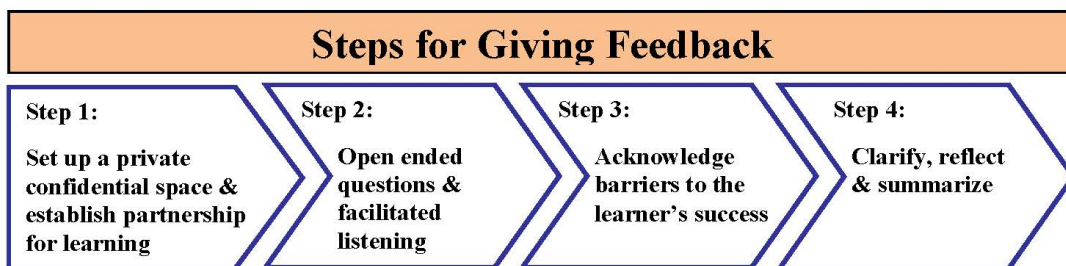 Steps for Giving Feedback
Step 1:
Set up a private
confidential space &
establish partnership
for learning
Step 2:
Open ended
questions &
facilitated
listening
Step 3:
Acknowledge
barriers to the
learner's success
Step 4:
Clarify, reflect
& summarize